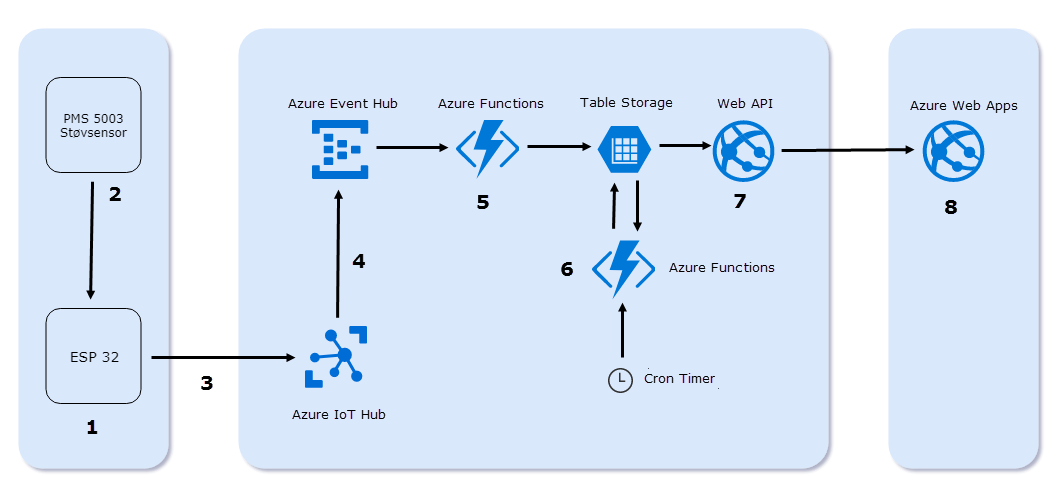 PMS 5003
Støvsensor
2
ESP 32
1
3
Azure Event Hub
Azure Functions
Table Storage
Web API
5
7
4
6
Azure Functions
Cron Timer
Azure IoT Hub
Azure Web Apps
8